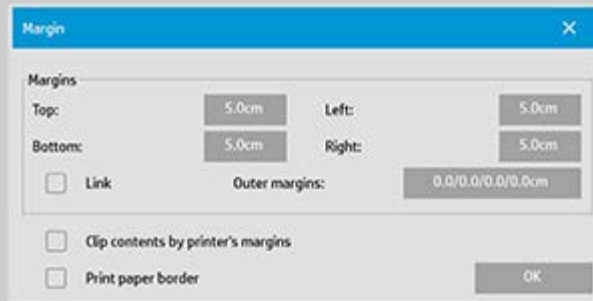 Margin
Margins
Top: 5.0cm Left: 5.0cm
Bottom: 5.0cm Right: 5.0cm
Link Outer margins: 0.0/0.0/0.0/0.0cm
Clip contents by printer's margins
Print paper border OK